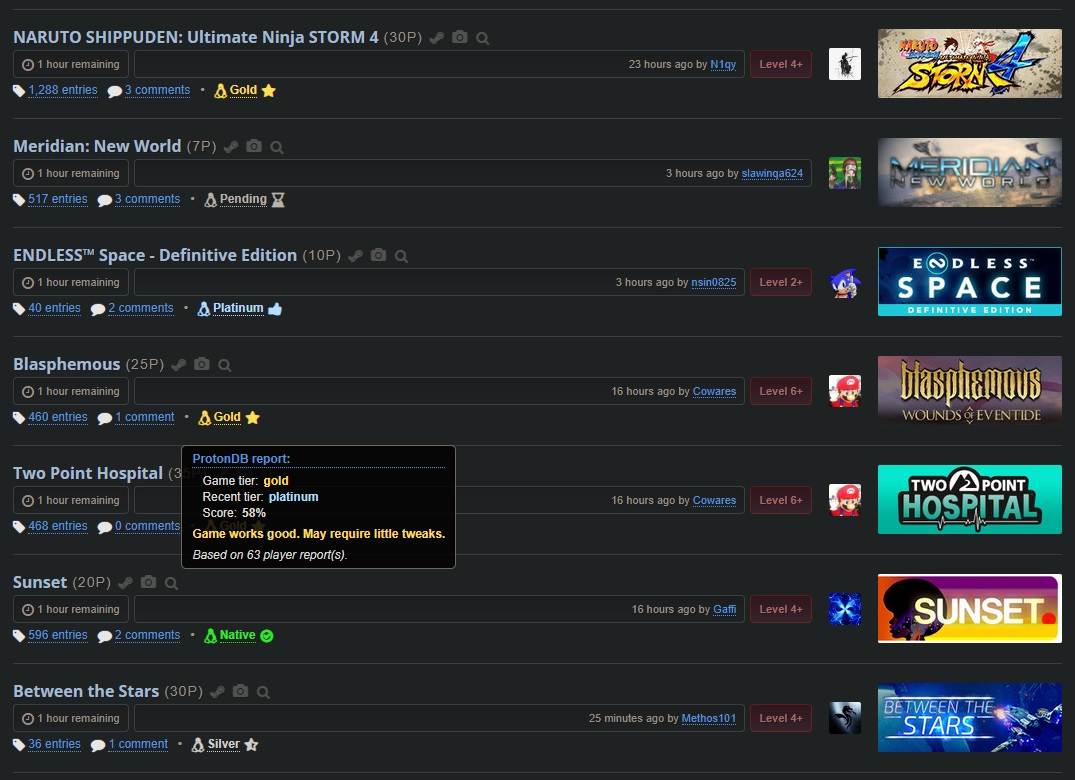 NARUTO SHIPPUDEN: Ultimate Ninja STORM 4 (30P)
1 hour remaining 23 hours ago by N1qy Level 4+
1,288 entries 3 comments • Gold
NARUTO STORM 4
Meridian: New World (7P)
1 hour remaining 3 hours ago by slawinqa624
517 entries 3 comments • Pending
MERIDIAN
NEW WORLD
ENDLESS™ Space - Definitive Edition (10P)
1 hour remaining 3 hours ago by nsin0825 Level 2+
40 entries 2 comments • Platinum
ENDLESS™
SPACE
DEFINITIVE EDITION
Blasphemous (25P)
1 hour remaining 16 hours ago by Cowares Level 6+
460 entries 1 comment • Gold
blasphemous
WOUNDS OF EVENTIDE
Two Point Hospital (35P)
1 hour remaining 16 hours ago by Cowares Level 6+
468 entries 0 comments Gold
TWO POINT
HOSPITAL
ProtonDB report:
Game tier: gold
Recent tier: platinum
Score: 58%
Game works good. May require little tweaks.
Based on 63 player report(s).
Sunset (20P)
1 hour remaining 16 hours ago by Gaffi Level 4+
596 entries 2 comments • Native
SUNSET.
Between the Stars (30P)
1 hour remaining 25 minutes ago by Methos101 Level 4+
36 entries 1 comment • Silver
BETWEEN THE
STARS